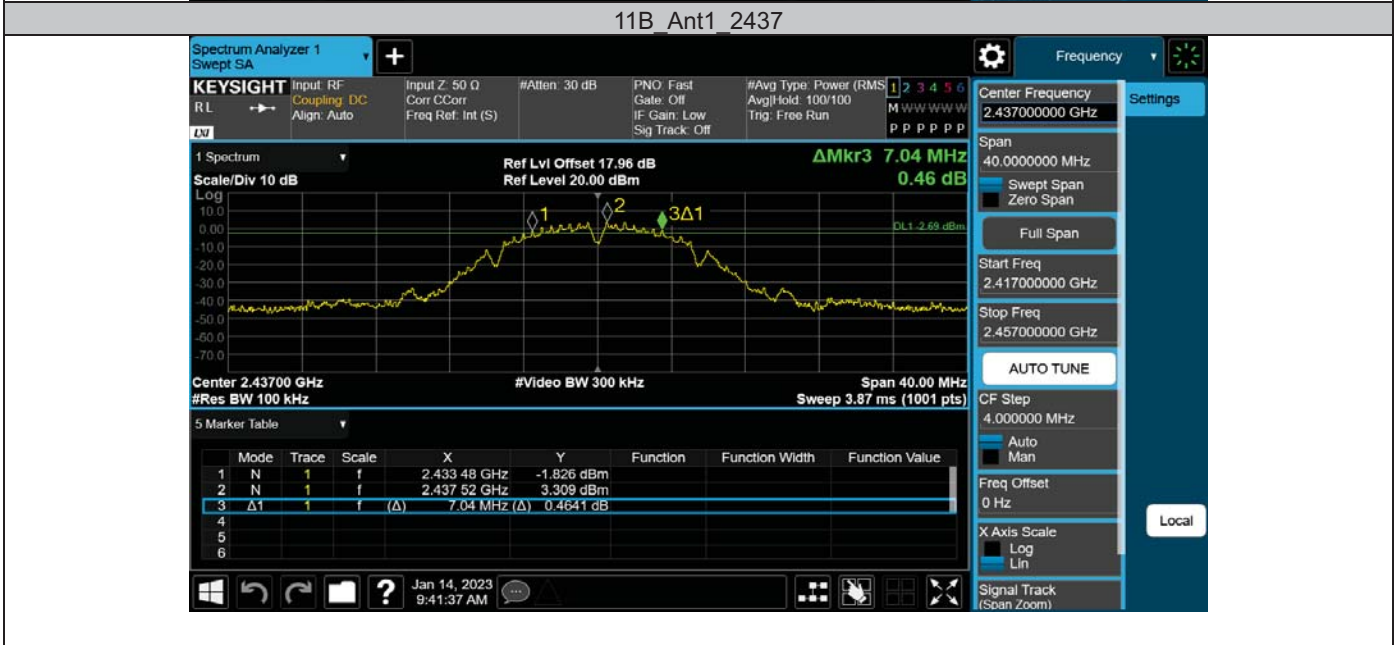 11B_Ant1_2437
Spectrum Analyzer 1
Swept SA
+
Frequency
KEYSIGHT
RL
LXI
Input: RF
Coupling: DC
Align: Auto
Input Z: 50 Ω
Corr CCorr
Freq Ref: Int (S)
#Atten: 30 dB
PNO: Fast
Gate: Off
IF Gain: Low
Sig Track: Off
#Avg Type: Power (RMS
Avg|Hold: 100/100
Trig: Free Run
1 2 3 4 5 6
M W W W W W
P P P P P P
Center Frequency
2.437000000 GHz
Settings
Span
40.0000000 MHz
Swept Span
Zero Span
Full Span
Start Freq
2.417000000 GHz
Stop Freq
2.457000000 GHz
AUTO TUNE
CF Step
4.000000 MHz
Auto
Man
Freq Offset
0 Hz
X Axis Scale
Log
Lin
Local
Signal Track
(Span Zoom)
1 Spectrum
Scale/Div 10 dB
Ref Lvl Offset 17.96 dB
Ref Level 20.00 dBm
ΔMkr3 7.04 MHz
0.46 dB
Log
10.0
0.00
-10.0
-20.0
-30.0
-40.0
-50.0
-60.0
-70.0
1
2
3Δ1
DL1 -2.69 dBm
Center 2.43700 GHz
#Video BW 300 kHz
Span 40.00 MHz
#Res BW 100 kHz
Sweep 3.87 ms (1001 pts)
5 Marker Table
Mode Trace Scale X Y Function Function Width Function Value
1 N 1 f 2.433 48 GHz -1.826 dBm
2 N 1 f 2.437 52 GHz 3.309 dBm
3 Δ1 1 f (Δ) 7.04 MHz (Δ) 0.4641 dB
4
5
6
?
Jan 14, 2023
9:41:37 AM